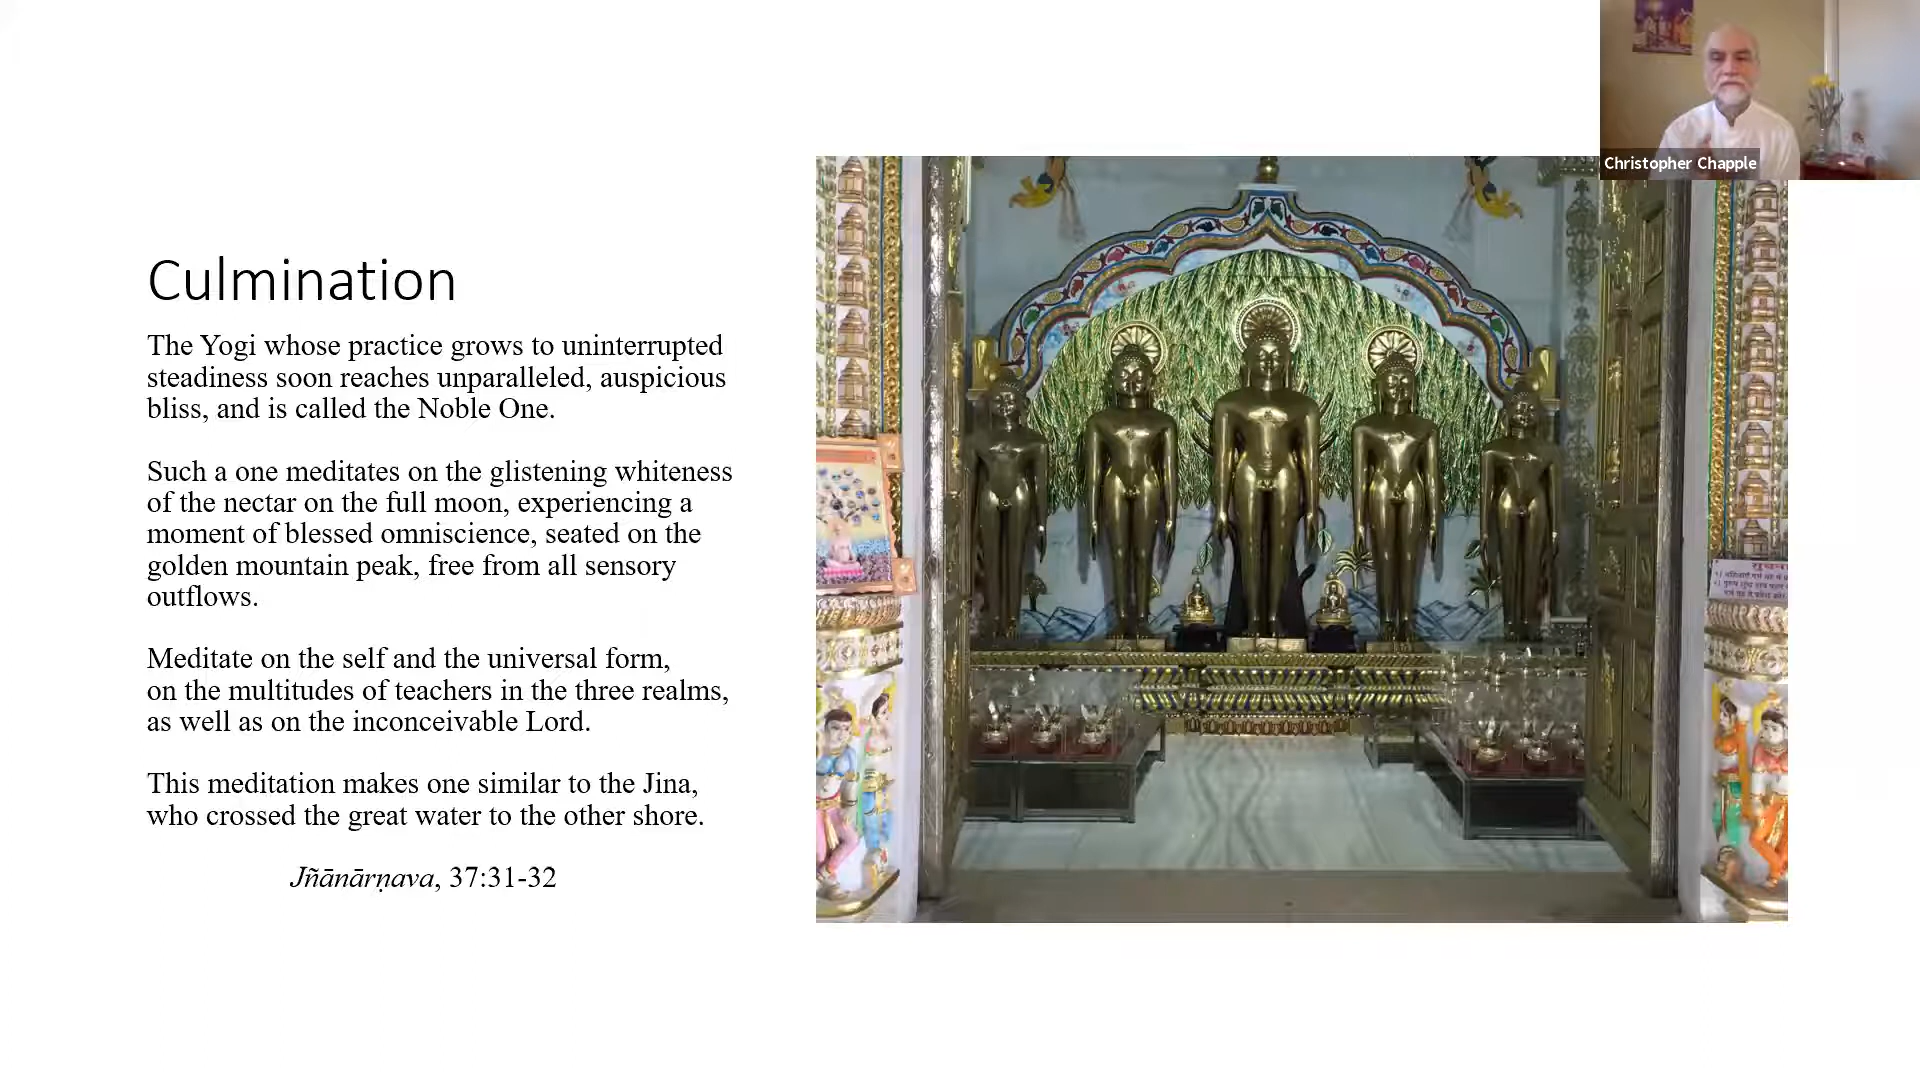 Christopher Chapple
Culmination
The Yogi whose practice grows to uninterrupted
steadiness soon reaches unparalleled, auspicious
bliss, and is called the Noble One.
Such a one meditates on the glistening whiteness
of the nectar on the full moon, experiencing a
moment of blessed omniscience, seated on the
golden mountain peak, free from all sensory
outflows.
Meditate on the self and the universal form,
on the multitudes of teachers in the three realms,
as well as on the inconceivable Lord.
This meditation makes one similar to the Jina,
who crossed the great water to the other shore.
Jñānārṇava, 37:31-32